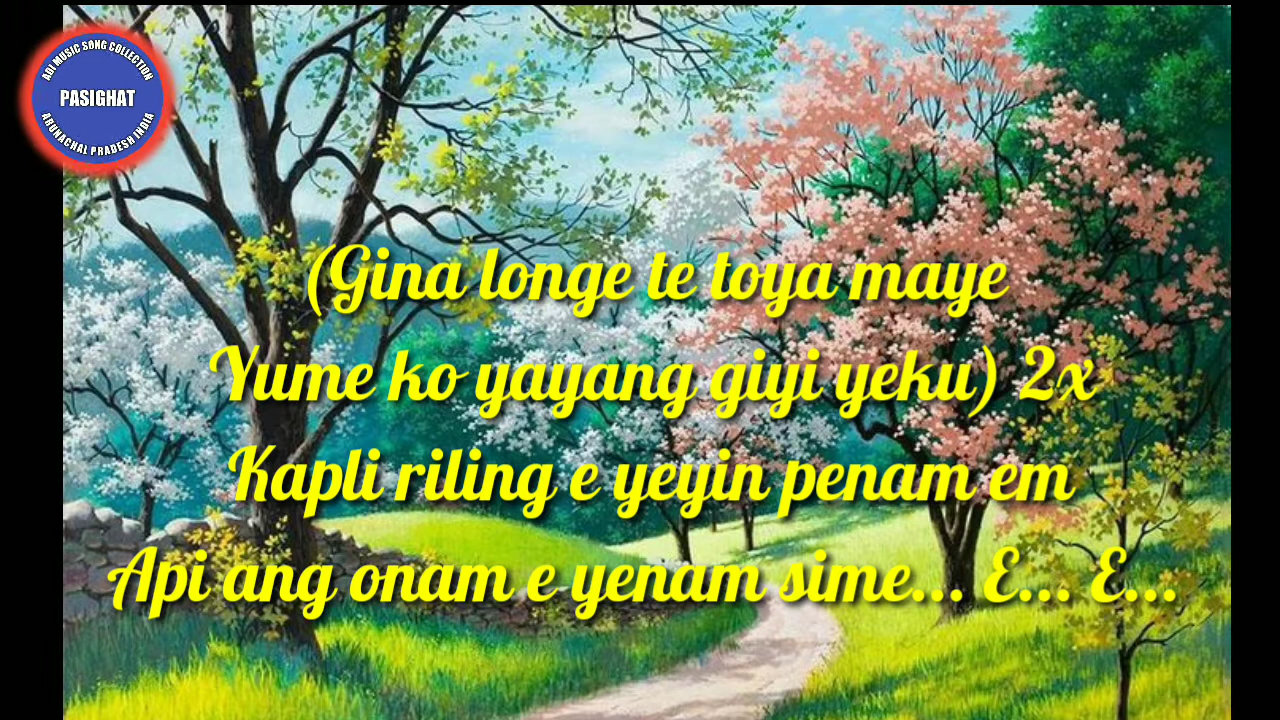 ADI MUSIC SONG COLLECTION
PASIGHAT
ARUNACHAL PRADESH INDIA
(Gina longe te toya maye
Yume ko yayang giyi yeku) 2x
Kapli riling e yeyin penam em
Api ang onam e yenam sime... E... E...